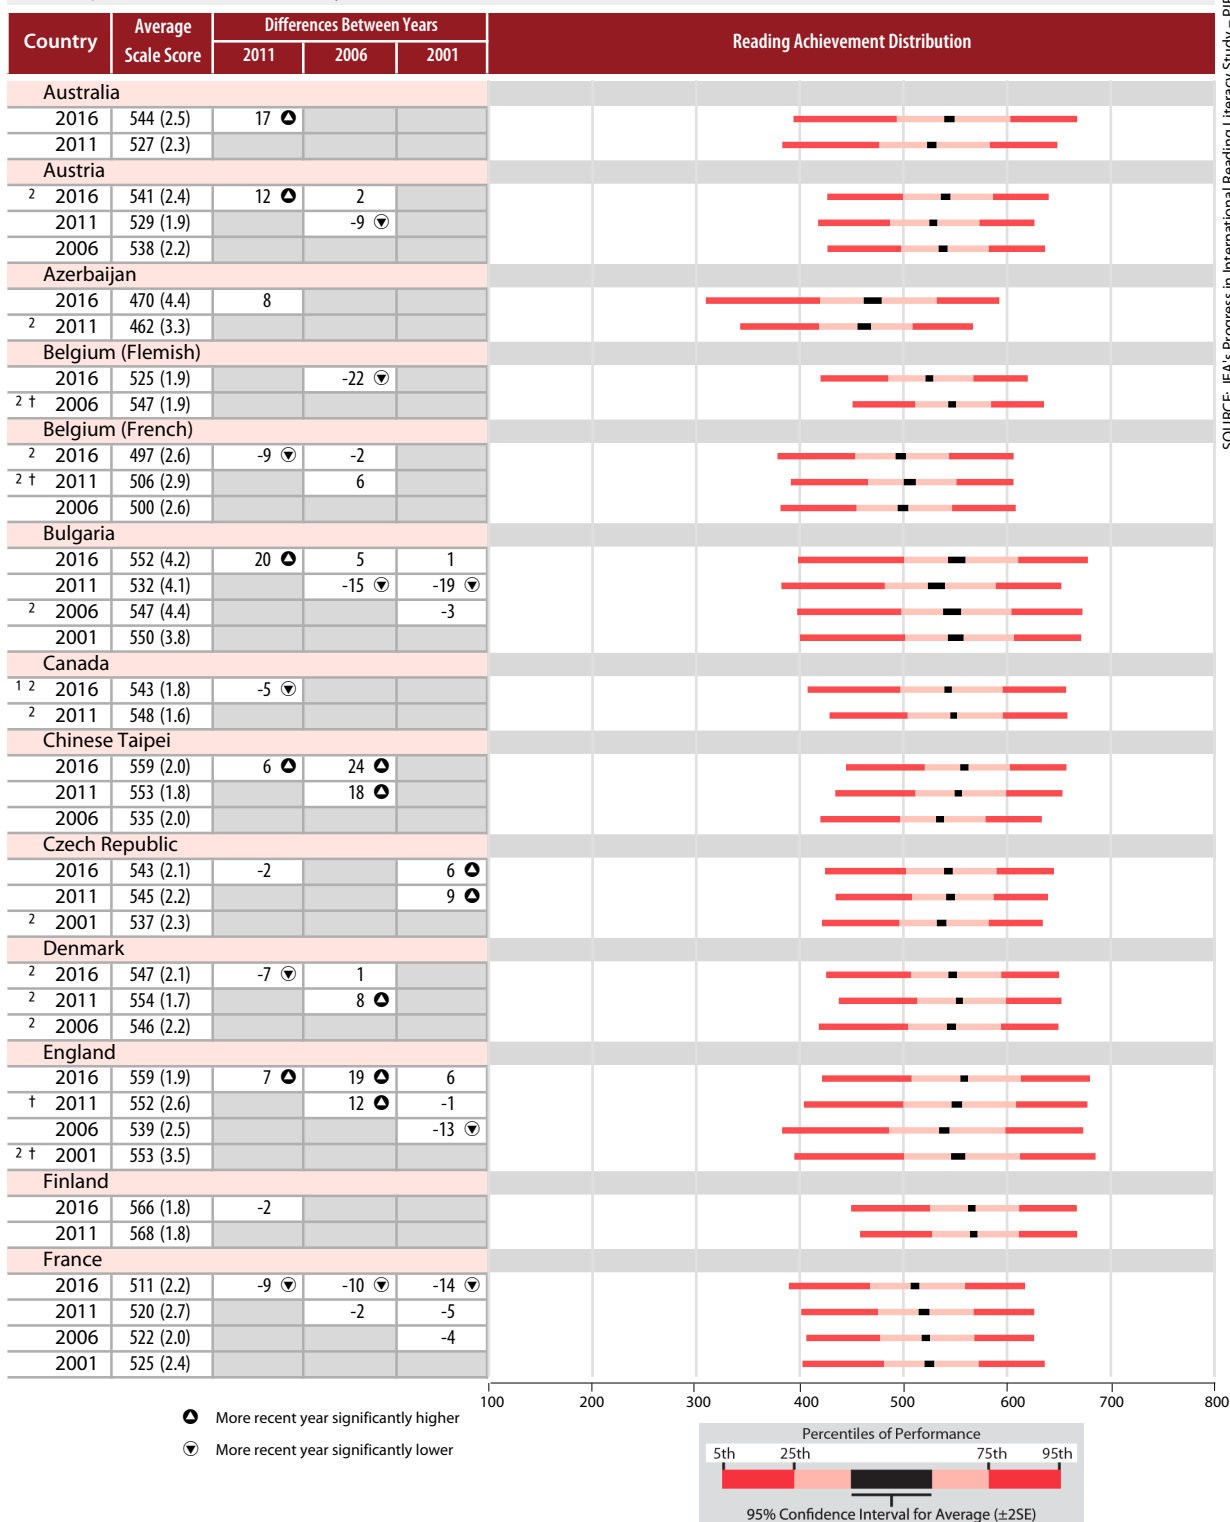 Country Average Scale Score Differences Between Years Reading Achievement Distribution
2011 2006 2001
Australia
2016 544 (2.5) 17
2011 527 (2.3)
Austria
2 2016 541 (2.4) 12 2
2011 529 (1.9) -9
2006 538 (2.2)
Azerbaijan
2016 470 (4.4) 8
2 2011 462 (3.3)
Belgium (Flemish)
2016 525 (1.9) -22
2 † 2006 547 (1.9)
Belgium (French)
2 2016 497 (2.6) -9 -2
2 † 2011 506 (2.9) 6
2006 500 (2.6)
Bulgaria
2016 552 (4.2) 20 5 1
2011 532 (4.1) -15 -19
2 2006 547 (4.4) -3
2001 550 (3.8)
Canada
1 2 2016 543 (1.8) -5
2 2011 548 (1.6)
Chinese Taipei
2016 559 (2.0) 6 24
2011 553 (1.8) 18
2006 535 (2.0)
Czech Republic
2016 543 (2.1) -2 6
2011 545 (2.2) 9
2 2001 537 (2.3)
Denmark
2 2016 547 (2.1) -7 1
2 2011 554 (1.7) 8
2 2006 546 (2.2)
England
2016 559 (1.9) 7 19 6
† 2011 552 (2.6) 12 -1
2006 539 (2.5) -13
2 † 2001 553 (3.5)
Finland
2016 566 (1.8) -2
2011 568 (1.8)
France
2016 511 (2.2) -9 -10 -14
2011 520 (2.7) -2 -5
2006 522 (2.0) -4
2001 525 (2.4)
100 200 300 400 500 600 700 800
More recent year significantly higher
More recent year significantly lower
Percentiles of Performance
5th 25th 75th 95th
95% Confidence Interval for Average (±2SE)
SOURCE: IEA's Progress in International Reading Literacy Study –